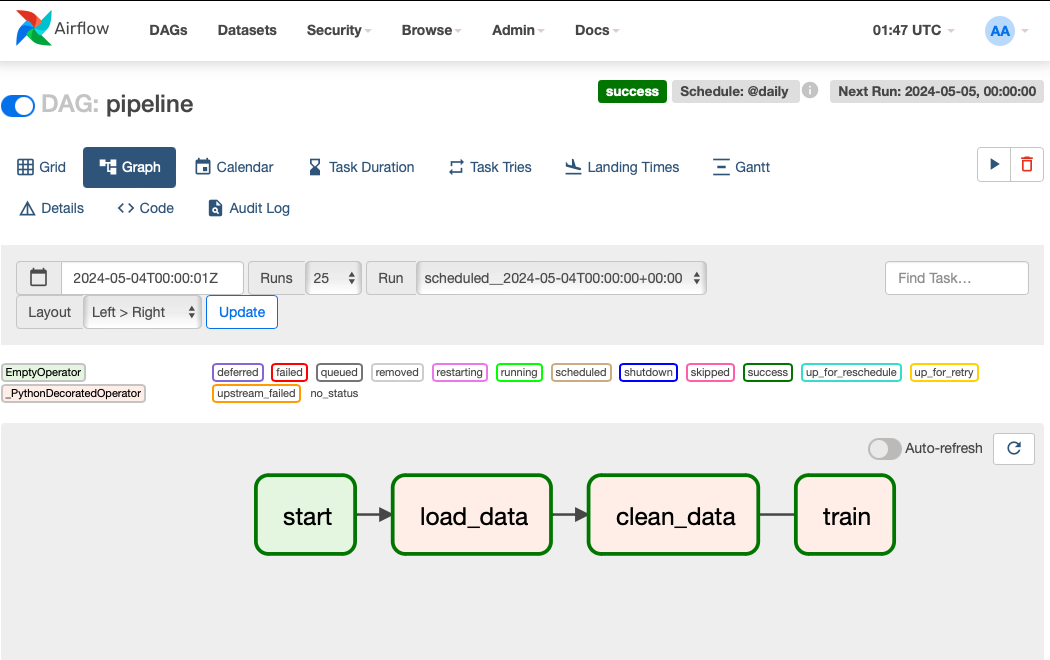 Airflow DAGs Datasets Security Browse Admin Docs 01:47 UTC AA
DAG: pipeline success Schedule: @daily i Next Run: 2024-05-05, 00:00:00
Grid Graph Calendar Task Duration Task Tries Landing Times Gantt
Details Code Audit Log
2024-05-04T00:00:01Z Runs 25 Run scheduled__2024-05-04T00:00:00+00:00 Find Task...
Layout Left > Right Update
EmptyOperator deferred failed queued removed restarting running scheduled shutdown skipped success up_for_reschedule up_for_retry
_PythonDecoratedOperator upstream_failed no_status
Auto-refresh
start load_data clean_data train